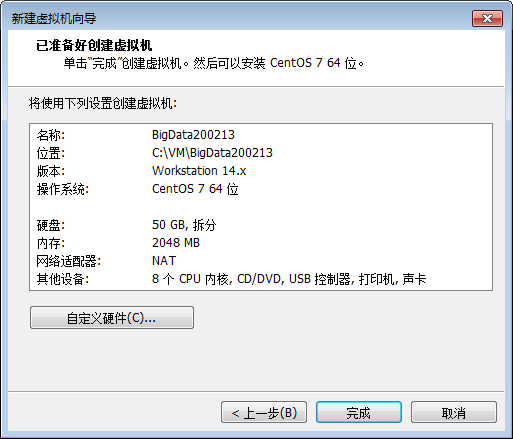 新建虚拟机向导
已准备好创建虚拟机
单击“完成”创建虚拟机。然后可以安装 CentOS 7 64 位。
将使用下列设置创建虚拟机:
名称: BigData200213
位置: C:\VM\BigData200213
版本: Workstation 14.x
操作系统: CentOS 7 64 位
硬盘: 50 GB, 拆分
内存: 2048 MB
网络适配器: NAT
其他设备: 8 个 CPU 内核, CD/DVD, USB 控制器, 打印机, 声卡
自定义硬件(C)...
< 上一步(B) 完成 取消